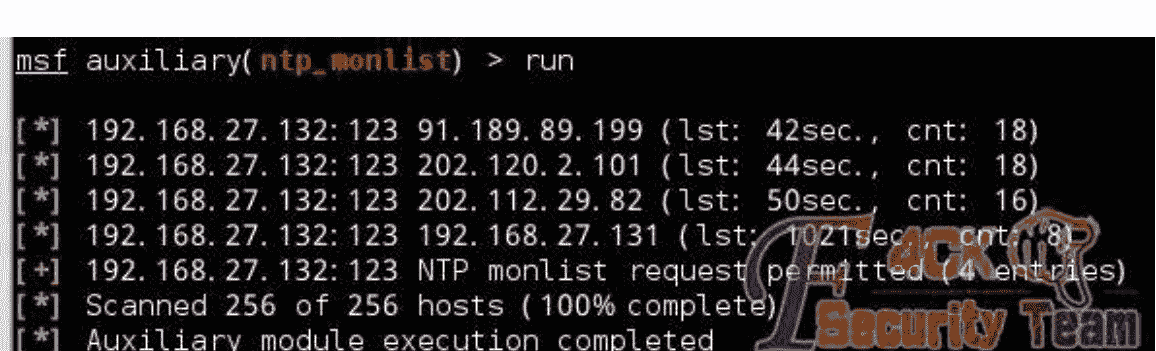 msf auxiliary(ntp_monlist) > run
[*] 192.168.27.132:123 91.189.89.199 (lst: 42sec., cnt: 18)
[*] 192.168.27.132:123 202.120.2.101 (lst: 44sec., cnt: 18)
[*] 192.168.27.132:123 202.112.29.82 (lst: 50sec., cnt: 16)
[*] 192.168.27.132:123 192.168.27.131 (lst: 1021sec., cnt: 8)
[+] 192.168.27.132:123 NTP monlist request permitted (4 entries)
[*] Scanned 256 of 256 hosts (100% complete)
[*] Auxiliary module execution completed
Security Team